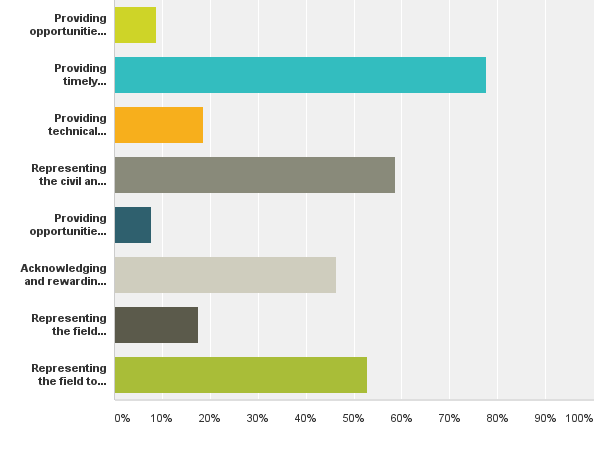 Providing
opportunitie...
Providing
timely...
Providing
technical...
Representing
the civil an...
Providing
opportunitie...
Acknowledging
and rewardin...
Representing
the field...
Representing
the field to...
0% 10% 20% 30% 40% 50% 60% 70% 80% 90% 100%